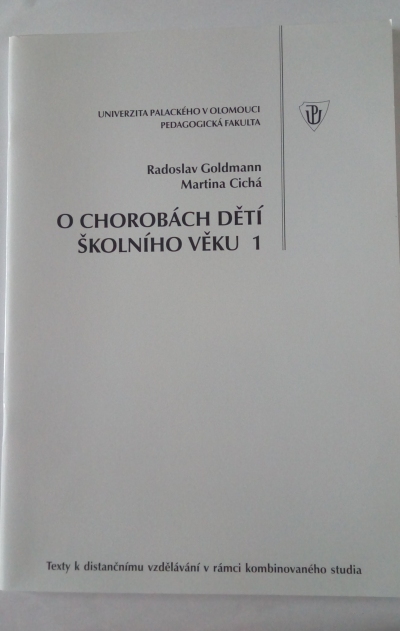 UNIVERZITA PALACKÉHO V OLOMOUCI
PEDAGOGICKÁ FAKULTA
Radoslav Goldmann
Martina Cichá
O CHOROBÁCH DĚTÍ
ŠKOLNÍHO VĚKU 1
Texty k distančnímu vzdělávání v rámci kombinovaného studia